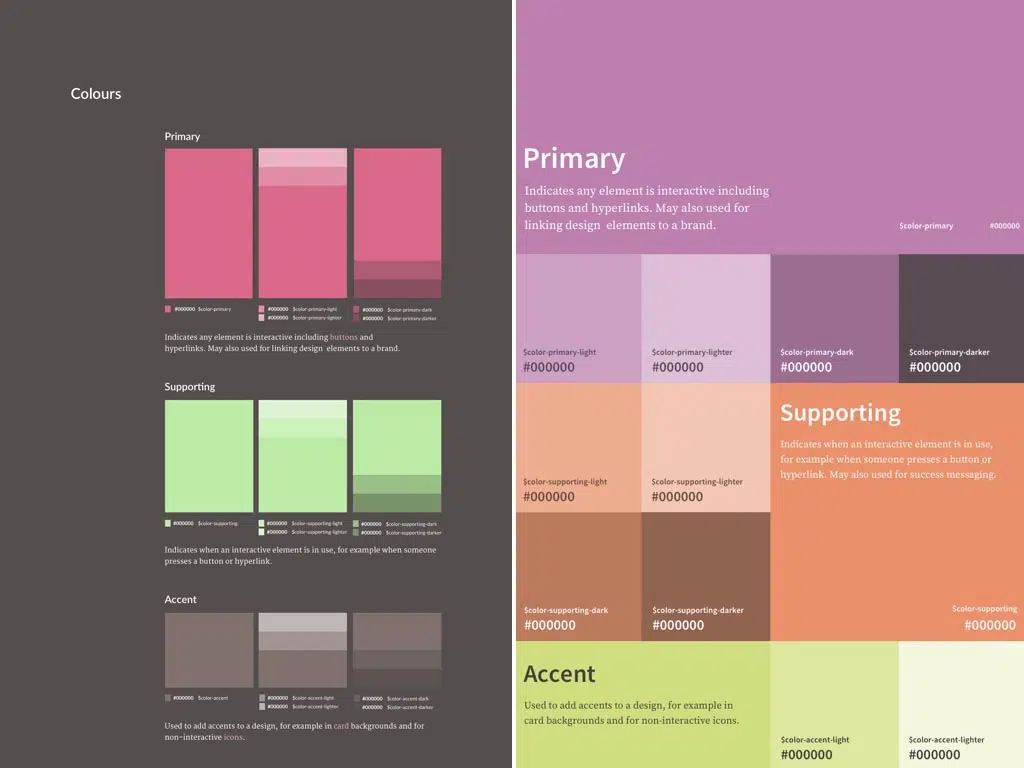 Colours
Primary
#000000 $color-primary
#000000 $color-primary-light
#000000 $color-primary-lighter
#000000 $color-primary-dark
#000000 $color-primary-darker
Indicates any element is interactive including buttons and
hyperlinks. May also used for linking design elements to a brand.
Supporting
#000000 $color-supporting
#000000 $color-supporting-light
#000000 $color-supporting-lighter
#000000 $color-supporting-dark
#000000 $color-supporting-darker
Indicates when an interactive element is in use, for example when someone
presses a button or hyperlink.
Accent
#000000 $color-accent
#000000 $color-accent-light
#000000 $color-accent-lighter
#000000 $color-accent-dark
#000000 $color-accent-darker
Used to add accents to a design, for example in card backgrounds and for
non-interactive icons.
Primary
Indicates any element is interactive including
buttons and hyperlinks. May also used for
linking design elements to a brand.
$color-primary #000000
$color-primary-light
#000000
$color-primary-lighter
#000000
$color-primary-dark
#000000
$color-primary-darker
#000000
$color-supporting-light
#000000
$color-supporting-lighter
#000000
Supporting
Indicates when an interactive element is in use,
for example when someone presses a button or
hyperlink. May also used for success messaging.
$color-supporting-dark
#000000
$color-supporting-darker
#000000
$color-supporting
#000000
Accent
Used to add accents to a design, for example in
card backgrounds and for non-interactive icons.
$color-accent-light
#000000
$color-accent-lighter
#000000